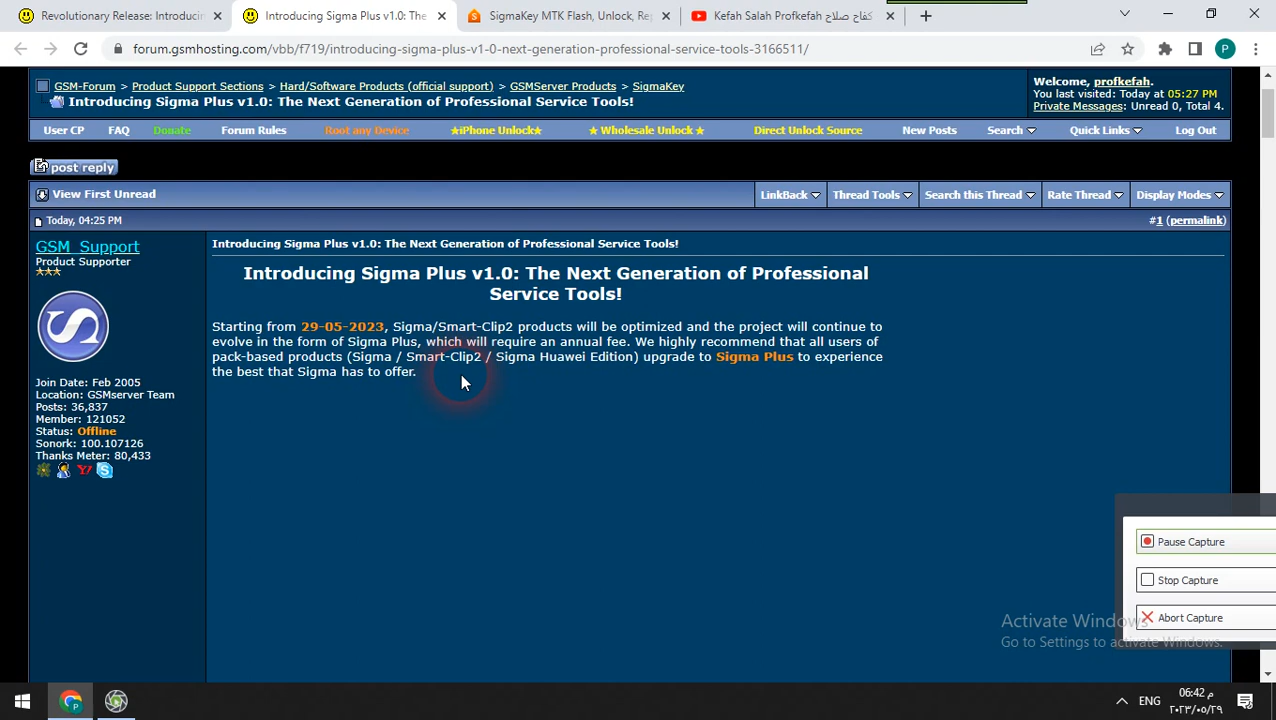 Revolutionary Release: Introducin
Introducing Sigma Plus v1.0: The
SigmaKey MTK Flash, Unlock, Rep
Kefah Salah Profkefah كفاح صلاح
forum.gsmhosting.com/vbb/f719/introducing-sigma-plus-v1-0-next-generation-professional-service-tools-3166511/
P
GSM-Forum > Product Support Sections > Hard/Software Products (official support) > GSMServer Products > SigmaKey
Introducing Sigma Plus v1.0: The Next Generation of Professional Service Tools!
Welcome, profkefah.
You last visited: Today at 05:27 PM
Private Messages: Unread 0, Total 4.
User CP FAQ Donate Forum Rules Root any Device ★iPhone Unlock★ ★ Wholesale Unlock ★ Direct Unlock Source New Posts Search Quick Links Log Out
post reply
View First Unread LinkBack Thread Tools Search this Thread Rate Thread Display Modes
Today, 04:25 PM #1 (permalink)
GSM_Support
Product Supporter
Join Date: Feb 2005
Location: GSMserver Team
Posts: 36,837
Member: 121052
Status: Offline
Sonork: 100.107126
Thanks Meter: 80,433
Introducing Sigma Plus v1.0: The Next Generation of Professional Service Tools!
Introducing Sigma Plus v1.0: The Next Generation of Professional
Service Tools!
Starting from 29-05-2023, Sigma/Smart-Clip2 products will be optimized and the project will continue to
evolve in the form of Sigma Plus, which will require an annual fee. We highly recommend that all users of
pack-based products (Sigma / Smart-Clip2 / Sigma Huawei Edition) upgrade to Sigma Plus to experience
the best that Sigma has to offer.
Pause Capture
Stop Capture
Abort Capture
Activate Windows
Go to Settings to activate Windows.
ENG
06:42 م
٢٠٢٣/٠٥/٢٩